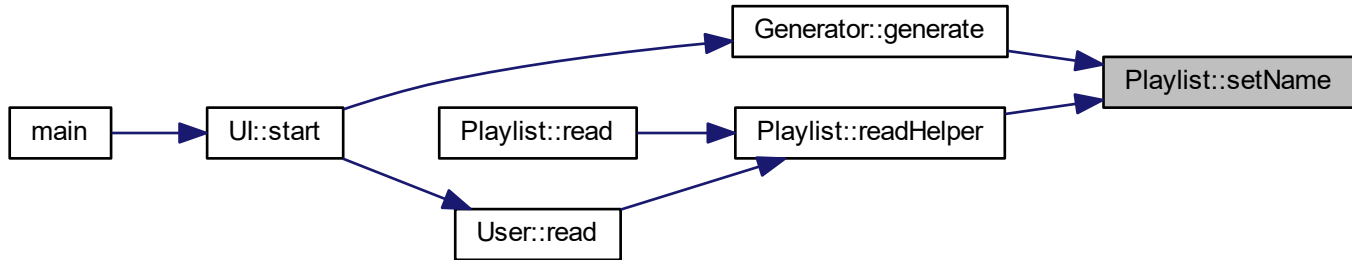 Generator::generate
Playlist::setName
main
UI::start
Playlist::read
Playlist::readHelper
User::read